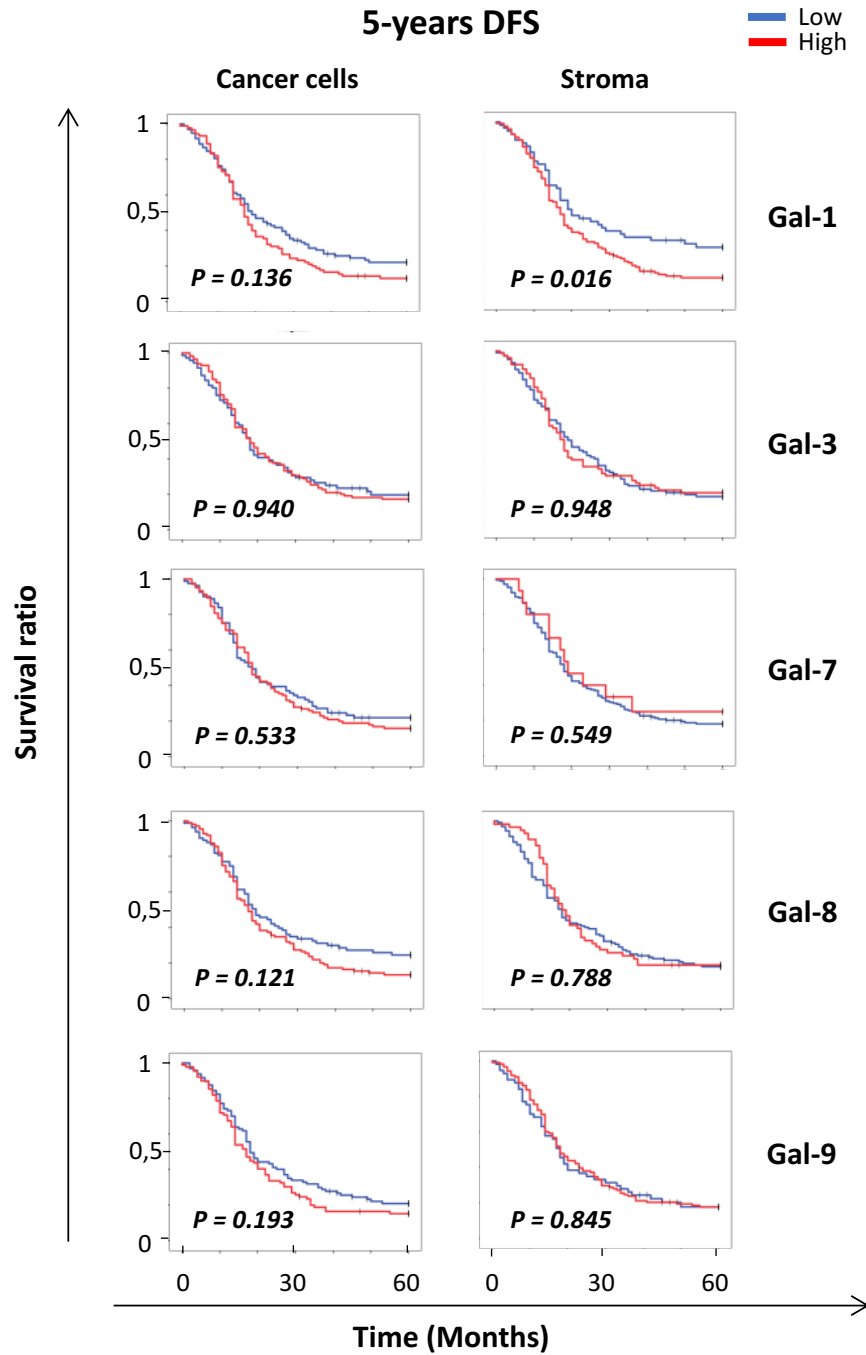 5-years DFS
Low
High
Cancer cells
Stroma
1
0,5
0
P = 0.136
P = 0.016
Gal-1
1
0,5
0
P = 0.940
P = 0.948
Gal-3
1
0,5
0
P = 0.533
P = 0.549
Gal-7
1
0,5
0
P = 0.121
P = 0.788
Gal-8
1
0,5
0
P = 0.193
P = 0.845
Gal-9
Survival ratio
0 30 60
0 30 60
Time (Months)